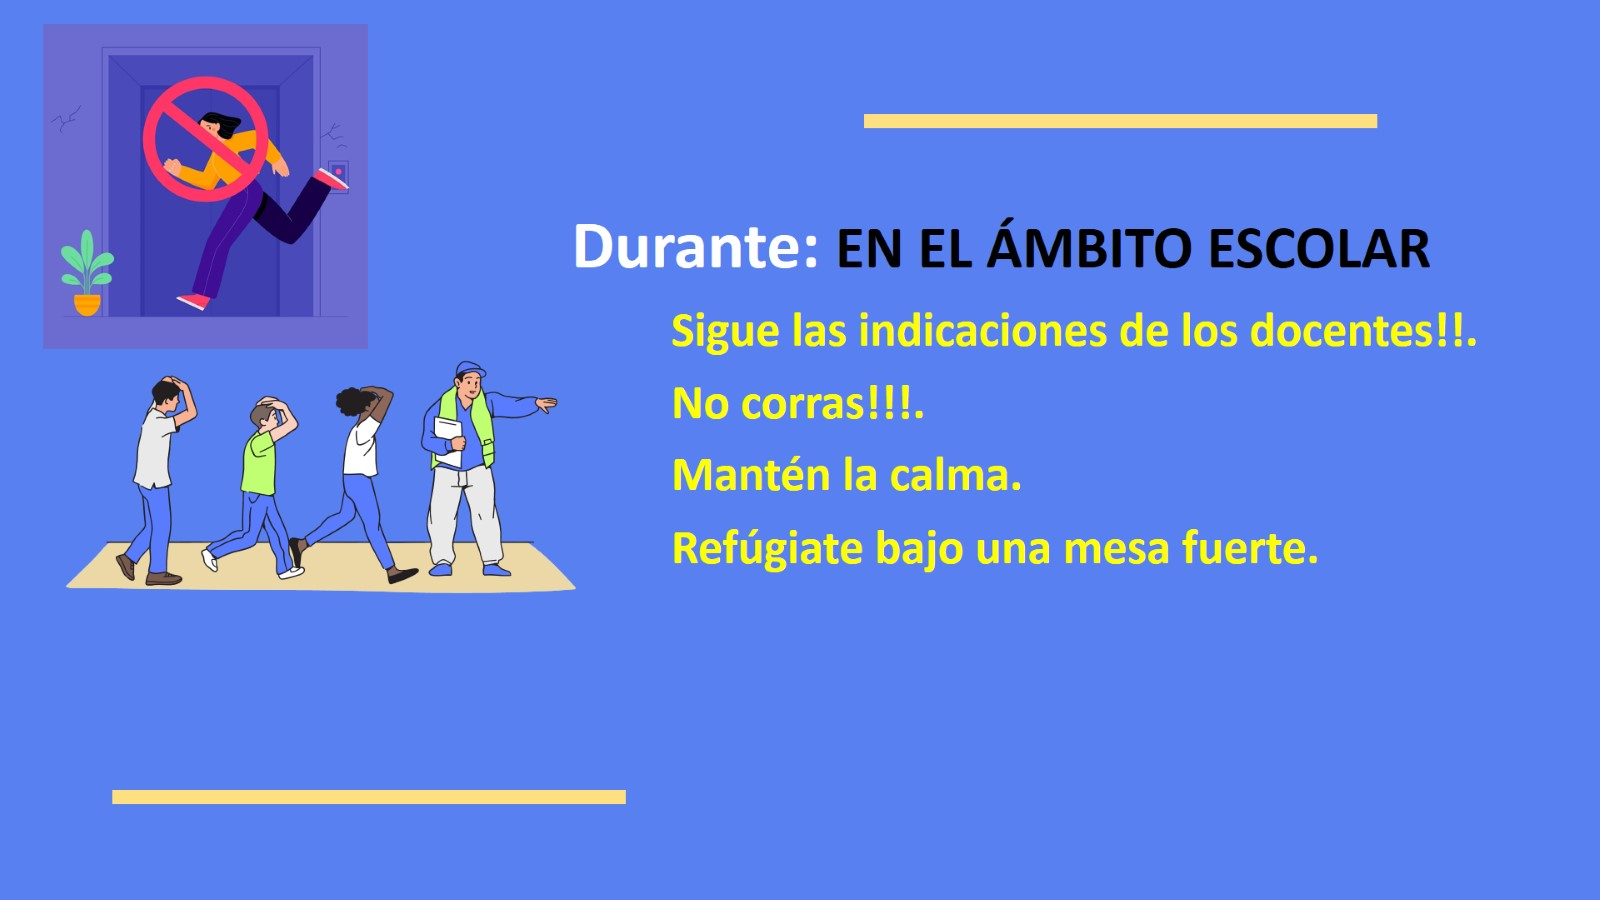 Durante: EN EL ÁMBITO ESCOLAR
Sigue las indicaciones de los docentes!!.
No corras!!!.
Mantén la calma.
Refúgiate bajo una mesa fuerte.